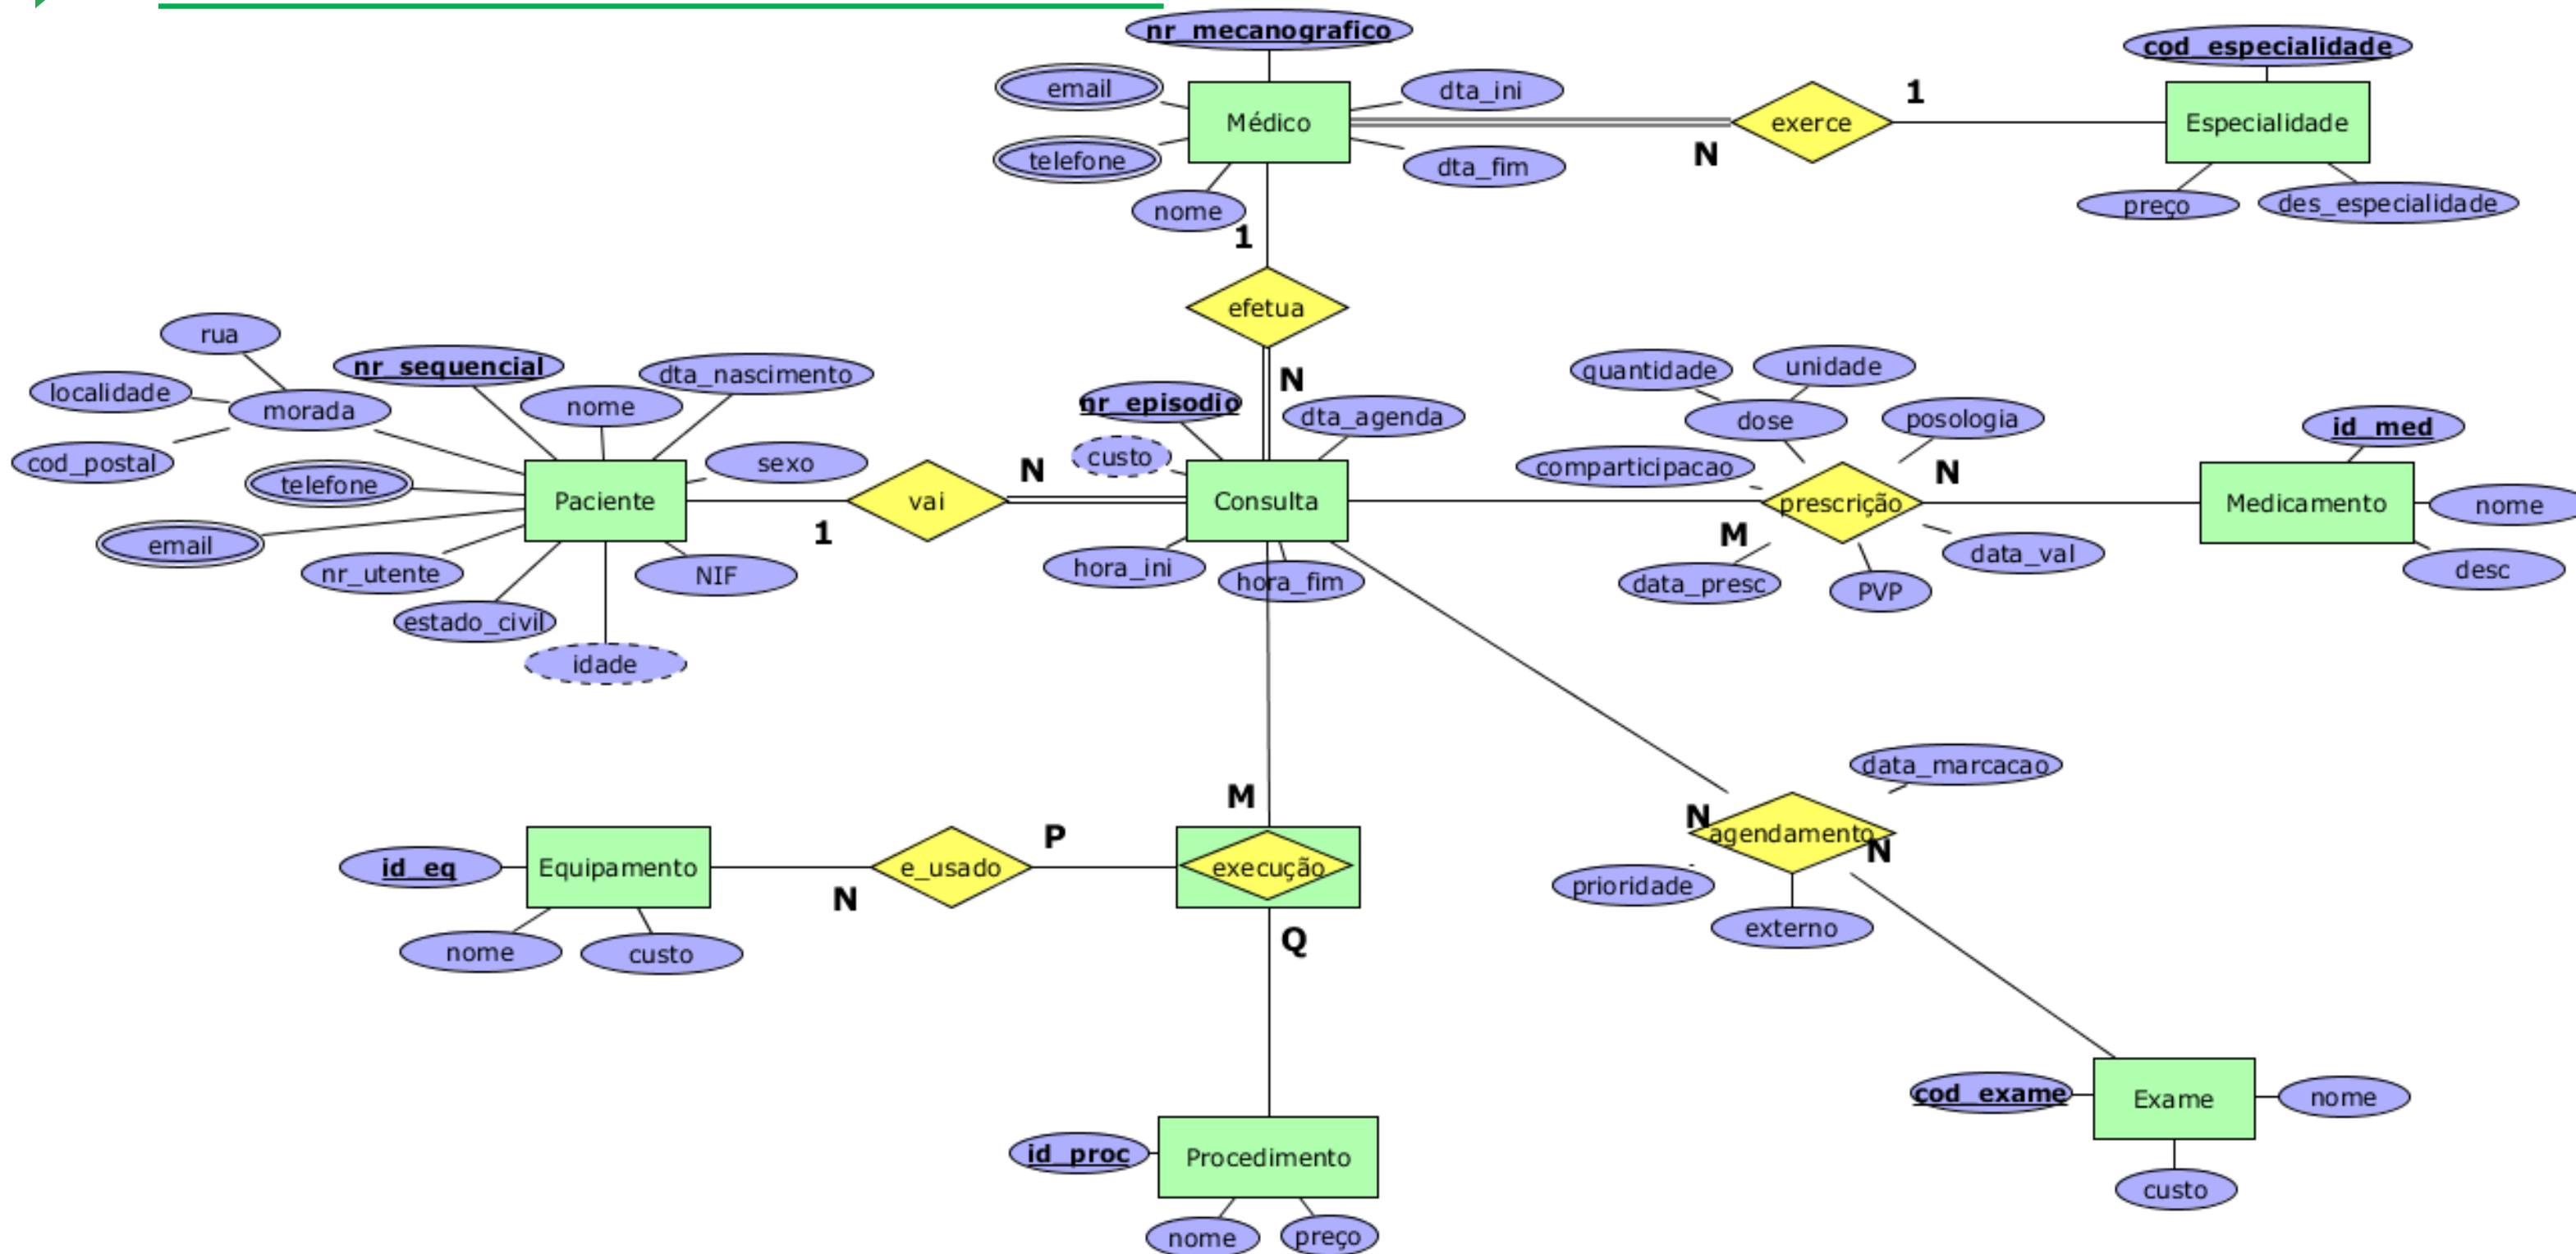 nr_mecanografico
cod_especialidade
email
dta_ini
1
Médico
exerce
Especialidade
telefone
N
dta_fim
nome
preço
des_especialidade
1
efetua
rua
nr_sequencial
dta_nascimento
quantidade
unidade
N
localidade
morada
nome
nr_episodio
dta_agenda
dose
posologia
id_med
cod_postal
sexo
custo
comparticipacao
N
N
telefone
Paciente
vai
Consulta
prescrição
Medicamento
nome
1
M
email
nr_utente
NIF
hora_ini
hora_fim
data_presc
PVP
data_val
desc
estado_civil
idade
data_marcacao
M
N
agendamento
N
P
id_eq
Equipamento
e_usado
execução
prioridade
N
externo
Q
nome
custo
cod_exame
Exame
nome
id_proc
Procedimento
custo
nome
preço